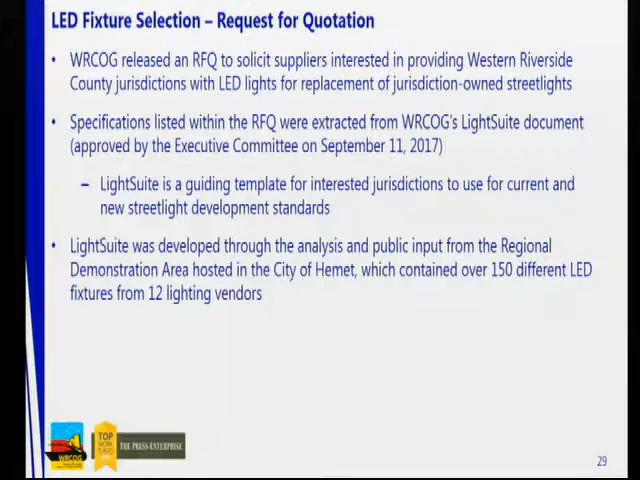 LED Fixture Selection – Request for Quotation
• WRCOG released an RFQ to solicit suppliers interested in providing Western Riverside
County jurisdictions with LED lights for replacement of jurisdiction-owned streetlights
• Specifications listed within the RFQ were extracted from WRCOG's LightSuite document
(approved by the Executive Committee on September 11, 2017)
– LightSuite is a guiding template for interested jurisdictions to use for current and
new streetlight development standards
• LightSuite was developed through the analysis and public input from the Regional
Demonstration Area hosted in the City of Hemet, which contained over 150 different LED
fixtures from 12 lighting vendors
WRCOG
TOP
WORK
PLACES
THE PRESS-ENTERPRISE
29